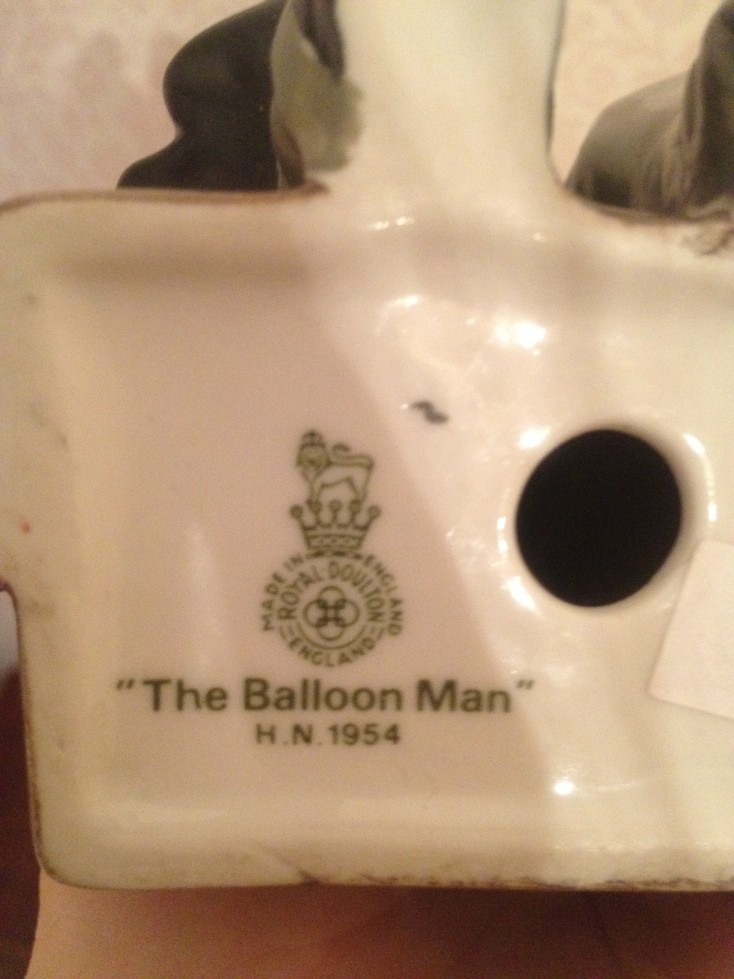 MADE IN ENGLAND
ROYAL DOULTON
ENGLAND
"The Balloon Man"
H.N.1954